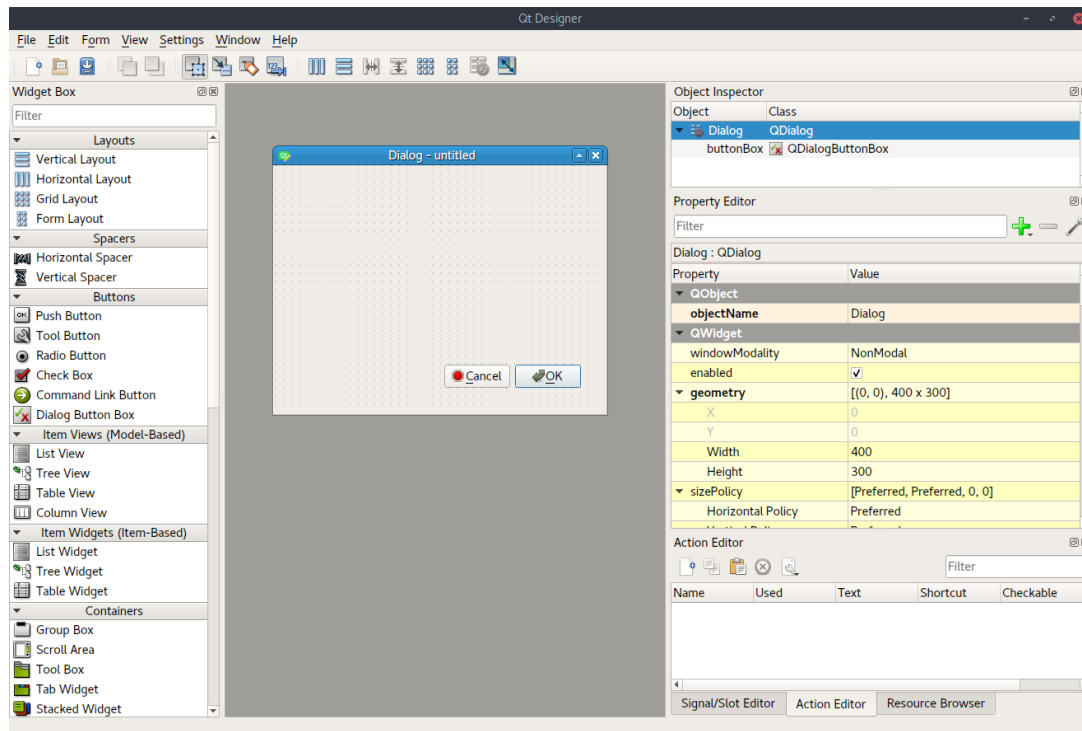 Qt Designer
File Edit Form View Settings Window Help
Widget Box
Filter
Layouts
Vertical Layout
Horizontal Layout
Grid Layout
Form Layout
Spacers
Horizontal Spacer
Vertical Spacer
Buttons
Push Button
Tool Button
Radio Button
Check Box
Command Link Button
Dialog Button Box
Item Views (Model-Based)
List View
Tree View
Table View
Column View
Item Widgets (Item-Based)
List Widget
Tree Widget
Table Widget
Containers
Group Box
Scroll Area
Tool Box
Tab Widget
Stacked Widget
Dialog - untitled
Cancel OK
Object Inspector
Object Class
Dialog QDialog
buttonBox QDialogButtonBox
Property Editor
Filter
Dialog : QDialog
Property Value
QObject
objectName Dialog
QWidget
windowModality NonModal
enabled
geometry [(0, 0), 400 x 300]
X 0
Y 0
Width 400
Height 300
sizePolicy [Preferred, Preferred, 0, 0]
Horizontal Policy Preferred
Action Editor
Filter
Name Used Text Shortcut Checkable
Signal/Slot Editor Action Editor Resource Browser